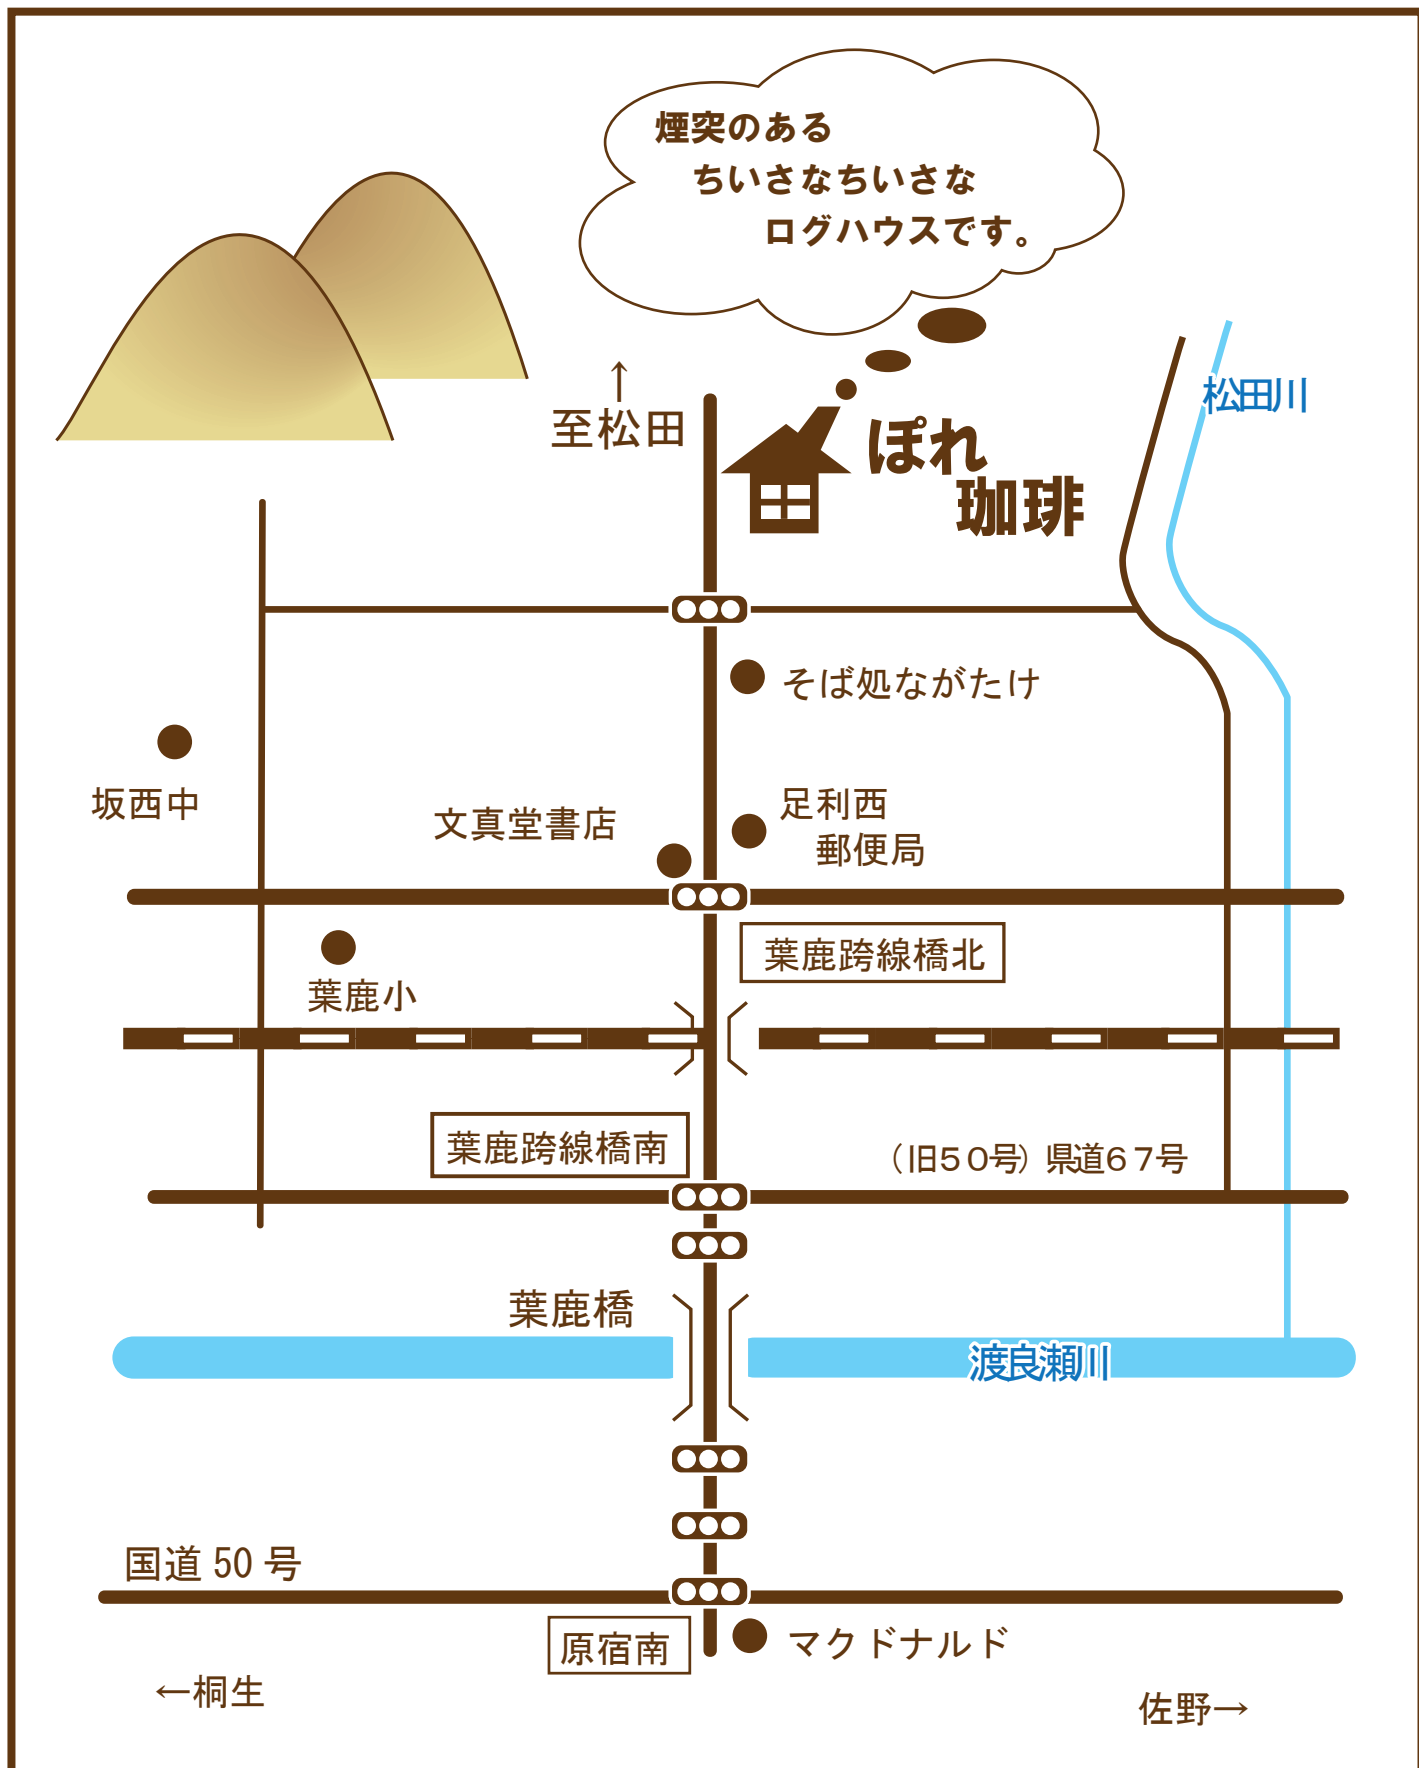 煙突のある
ちいさなちいさな
ログハウスです。
↑
至松田
松田川
ぽれ
珈琲
そば処ながたけ
坂西中
文真堂書店
足利西
郵便局
葉鹿跨線橋北
葉鹿小
葉鹿跨線橋南
（旧５０号）県道６７号
葉鹿橋
渡良瀬川
国道 50 号
原宿南
マクドナルド
←桐生
佐野→